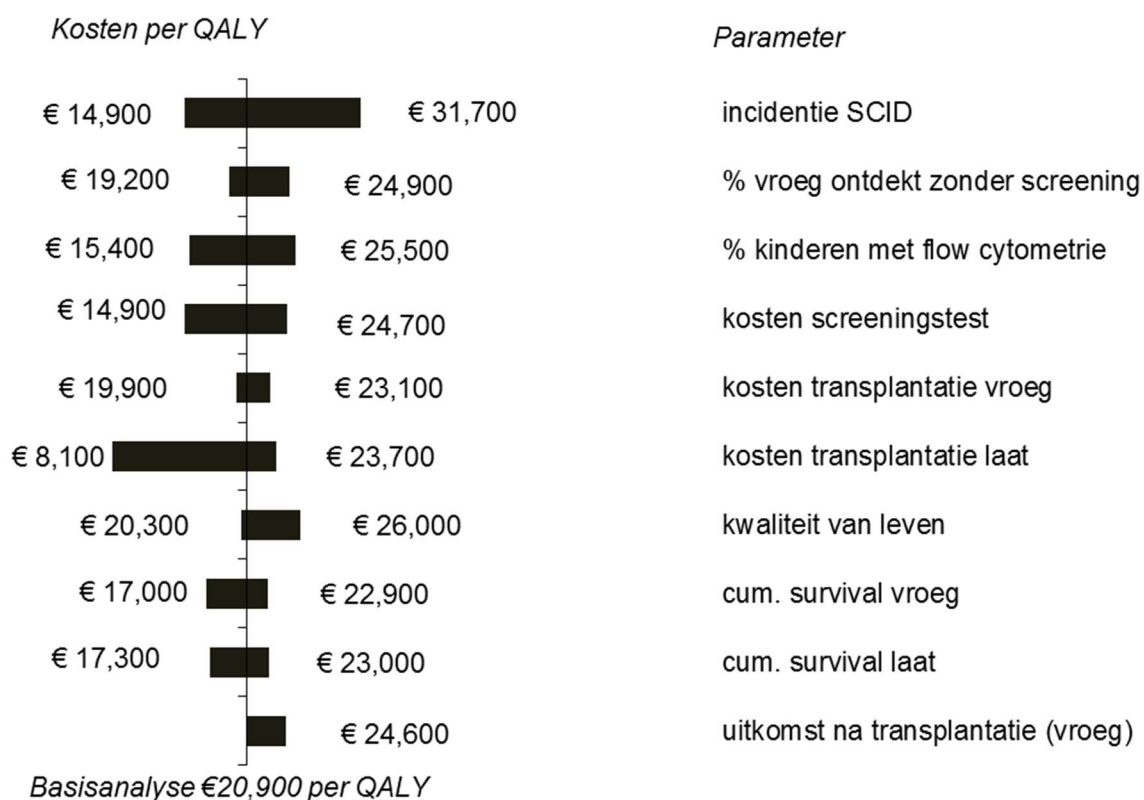 Kosten per QALY
Parameter
€ 14,900 € 31,700 incidentie SCID
€ 19,200 € 24,900 % vroeg ontdekt zonder screening
€ 15,400 € 25,500 % kinderen met flow cytometrie
€ 14,900 € 24,700 kosten screeningstest
€ 19,900 € 23,100 kosten transplantatie vroeg
€ 8,100 € 23,700 kosten transplantatie laat
€ 20,300 € 26,000 kwaliteit van leven
€ 17,000 € 22,900 cum. survival vroeg
€ 17,300 € 23,000 cum. survival laat
€ 24,600 uitkomst na transplantatie (vroeg)
Basisanalyse €20,900 per QALY